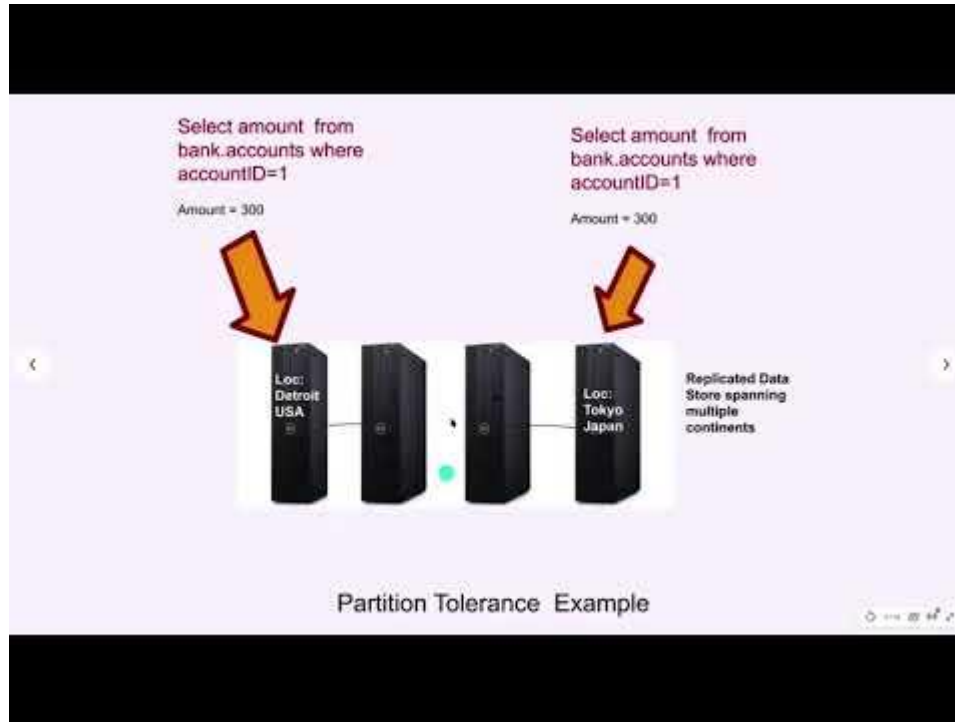 Select amount from
bank.accounts where
accountID=1
Amount = 300
Select amount from
bank.accounts where
accountID=1
Amount = 300
Loc:
Detroit
USA
Loc:
Tokyo
Japan
Replicated Data
Store spanning
multiple
continents
Partition Tolerance Example